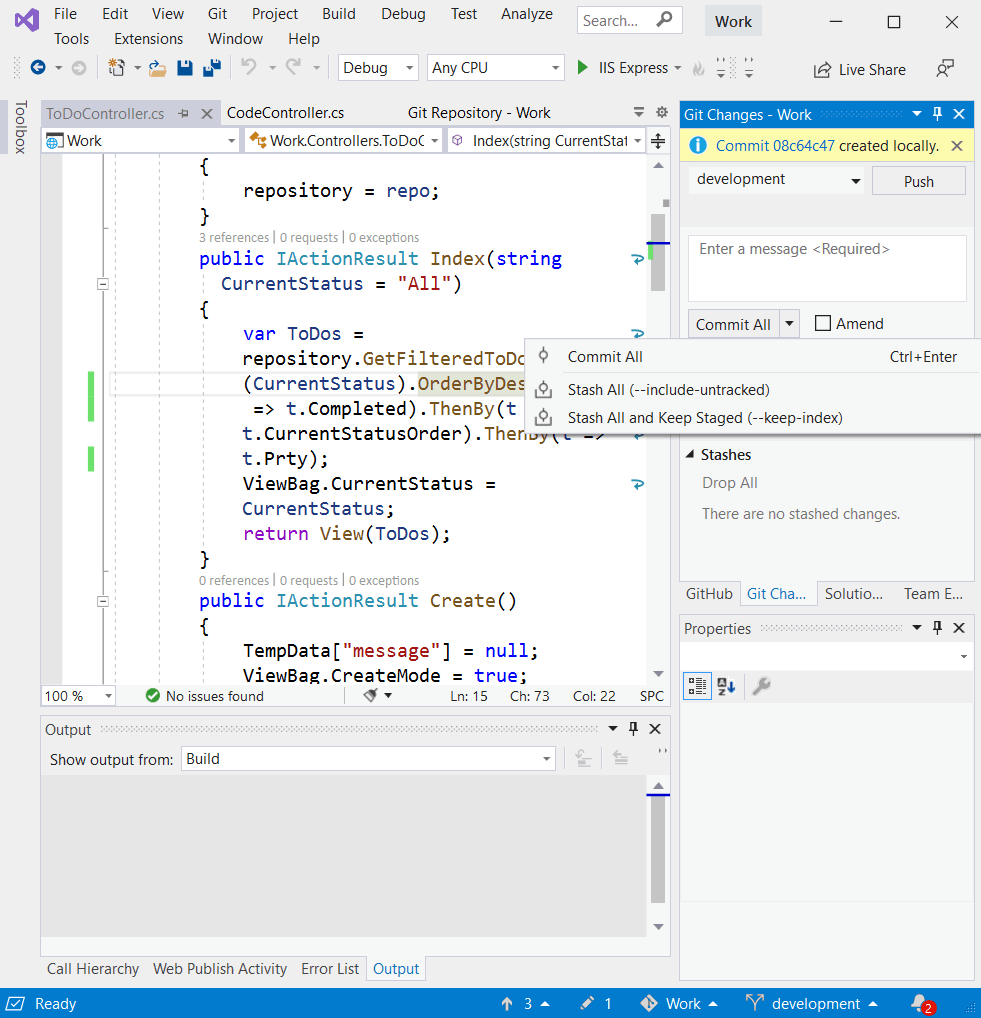 File Edit View Git Project Build Debug Test Analyze
Search...
Work
Tools Extensions Window Help
Debug
Any CPU
IIS Express
Live Share
Toolbox
ToDoController.cs
CodeController.cs
Git Repository - Work
Work
Work.Controllers.ToDoC
Index(string CurrentStat
{
repository = repo;
}
3 references | 0 requests | 0 exceptions
public IActionResult Index(string
CurrentStatus = "All")
{
var ToDos =
repository.GetFilteredToDo
(CurrentStatus).OrderByDes
=> t.Completed).ThenBy(t
t.CurrentStatusOrder).ThenBy(t =>
t.Prty);
ViewBag.CurrentStatus =
CurrentStatus;
return View(ToDos);
}
0 references | 0 requests | 0 exceptions
public IActionResult Create()
{
TempData["message"] = null;
ViewBag.CreateMode = true;
100 %
No issues found
Ln: 15 Ch: 73 Col: 22 SPC
Git Changes - Work
Commit 08c64c47 created locally.
development
Push
Enter a message <Required>
Commit All
Amend
Commit All Ctrl+Enter
Stash All (--include-untracked)
Stash All and Keep Staged (--keep-index)
Stashes
Drop All
There are no stashed changes.
GitHub Git Cha... Solutio... Team E...
Properties
Output
Show output from: Build
Call Hierarchy Web Publish Activity Error List Output
Ready
3
1
Work
development
2